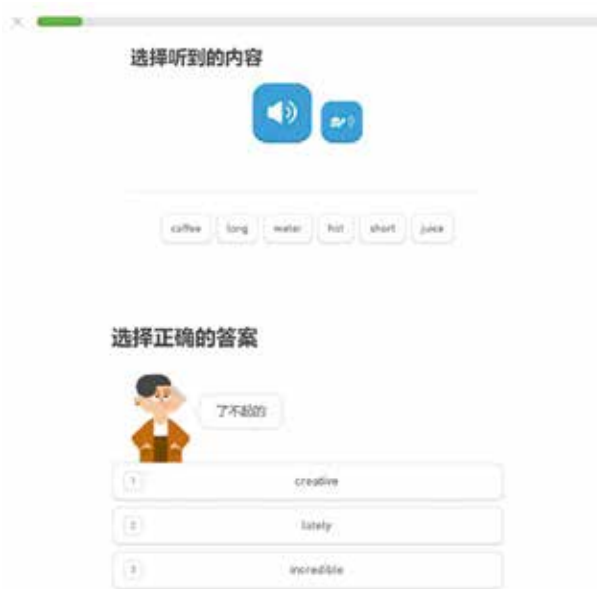 选择听到的内容
coffee long water hot short juice
选择正确的答案
了不起的
1 creative
2 lately
3 incredible